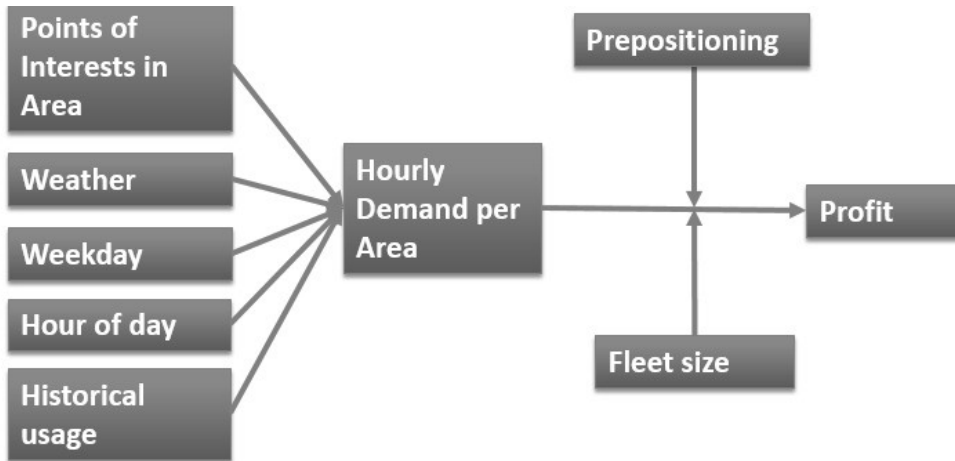 Points of
Interests in
Area
Weather
Weekday
Hour of day
Historical
usage
Hourly
Demand per
Area
Prepositioning
Fleet size
Profit